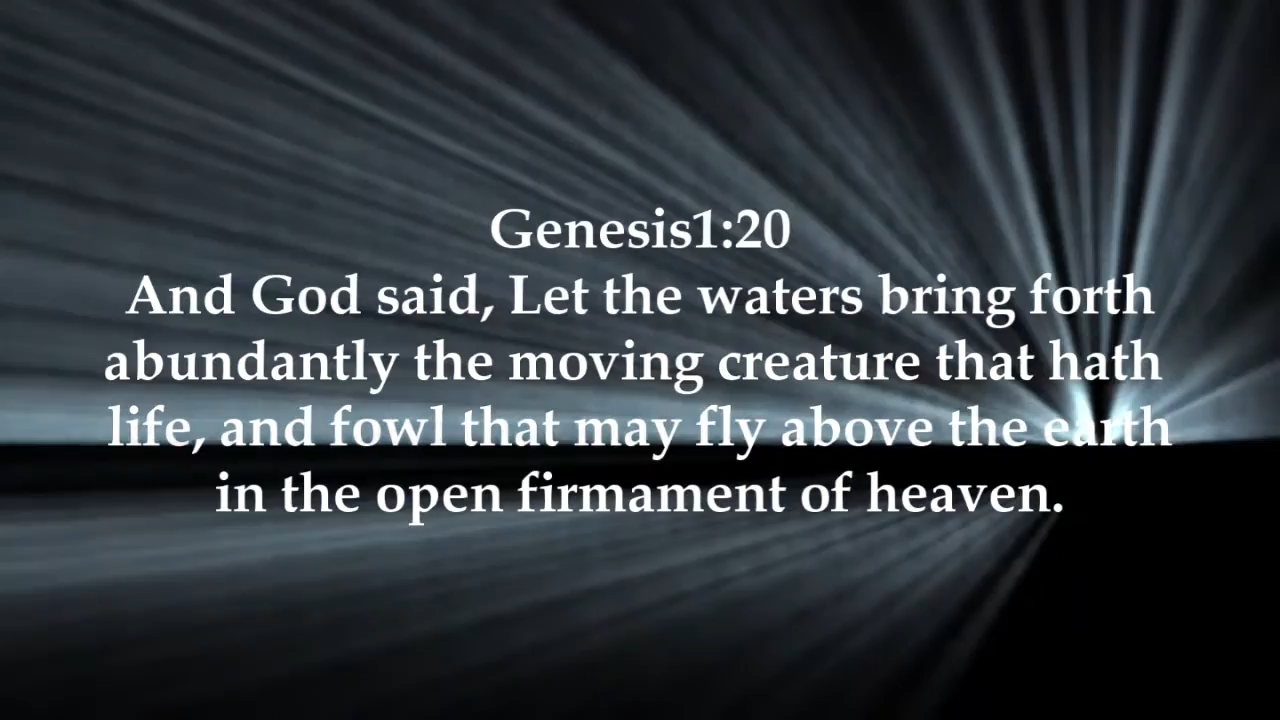 Genesis1:20
And God said, Let the waters bring forth
abundantly the moving creature that hath
life, and fowl that may fly above the earth
in the open firmament of heaven.